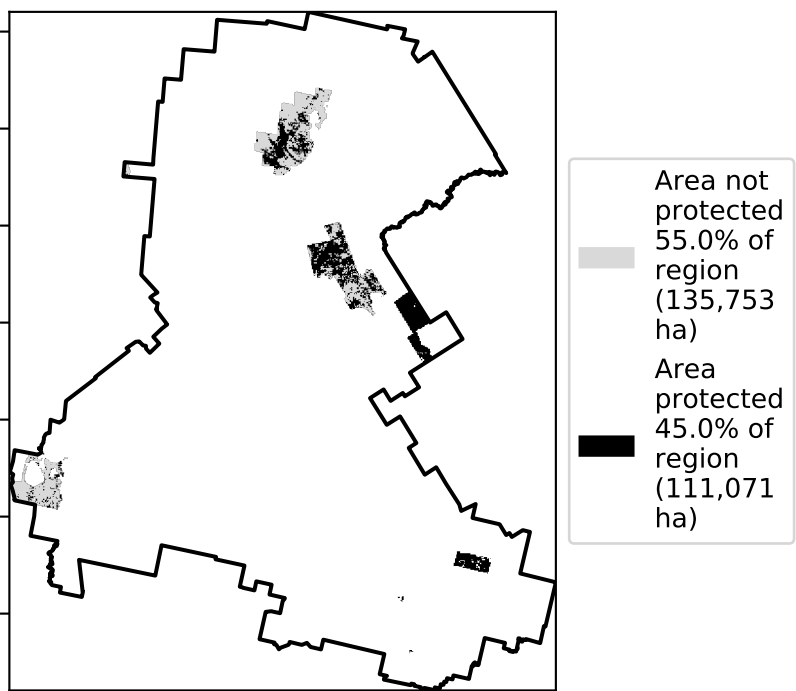 Area not
protected
55.0% of
region
(135,753
ha)
Area
protected
45.0% of
region
(111,071
ha)